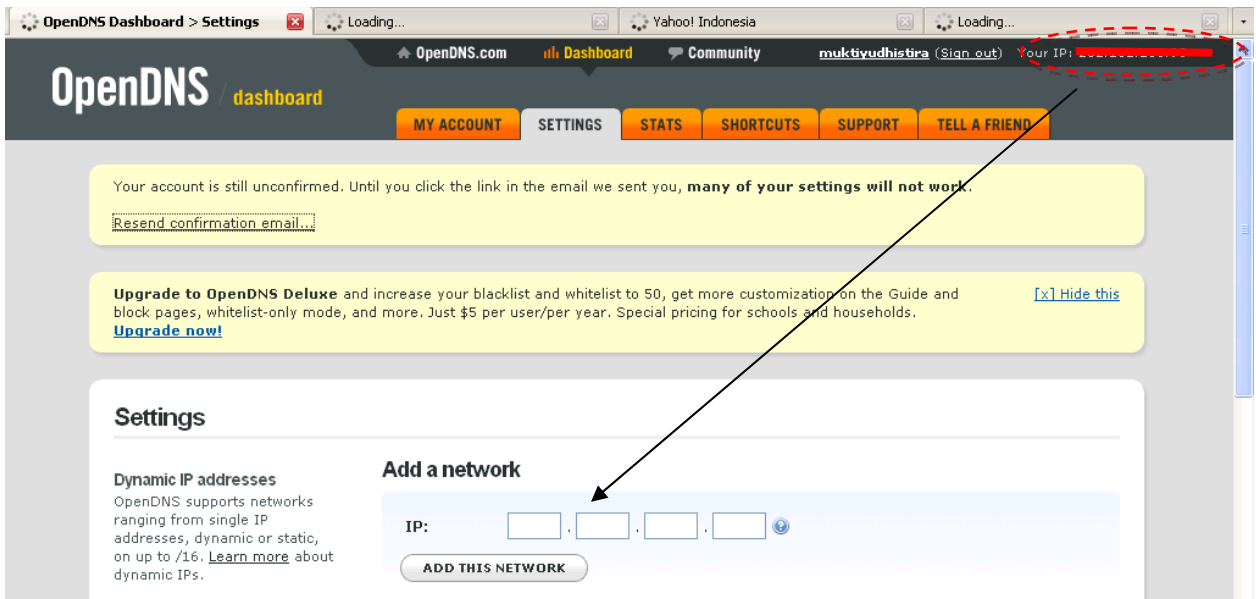 OpenDNS Dashboard > Settings Loading... Yahoo! Indonesia Loading...
OpenDNS.com Dashboard Community muktiyudhistira (Sign out) Your IP:
OpenDNS / dashboard
MY ACCOUNT SETTINGS STATS SHORTCUTS SUPPORT TELL A FRIEND
Your account is still unconfirmed. Until you click the link in the email we sent you, many of your settings will not work.
Resend confirmation email...
Upgrade to OpenDNS Deluxe and increase your blacklist and whitelist to 50, get more customization on the Guide and
block pages, whitelist-only mode, and more. Just $5 per user/per year. Special pricing for schools and households.
Upgrade now!
[x] Hide this
Settings
Dynamic IP addresses
OpenDNS supports networks
ranging from single IP
addresses, dynamic or static,
on up to /16. Learn more about
dynamic IPs.
Add a network
IP: . . .
ADD THIS NETWORK